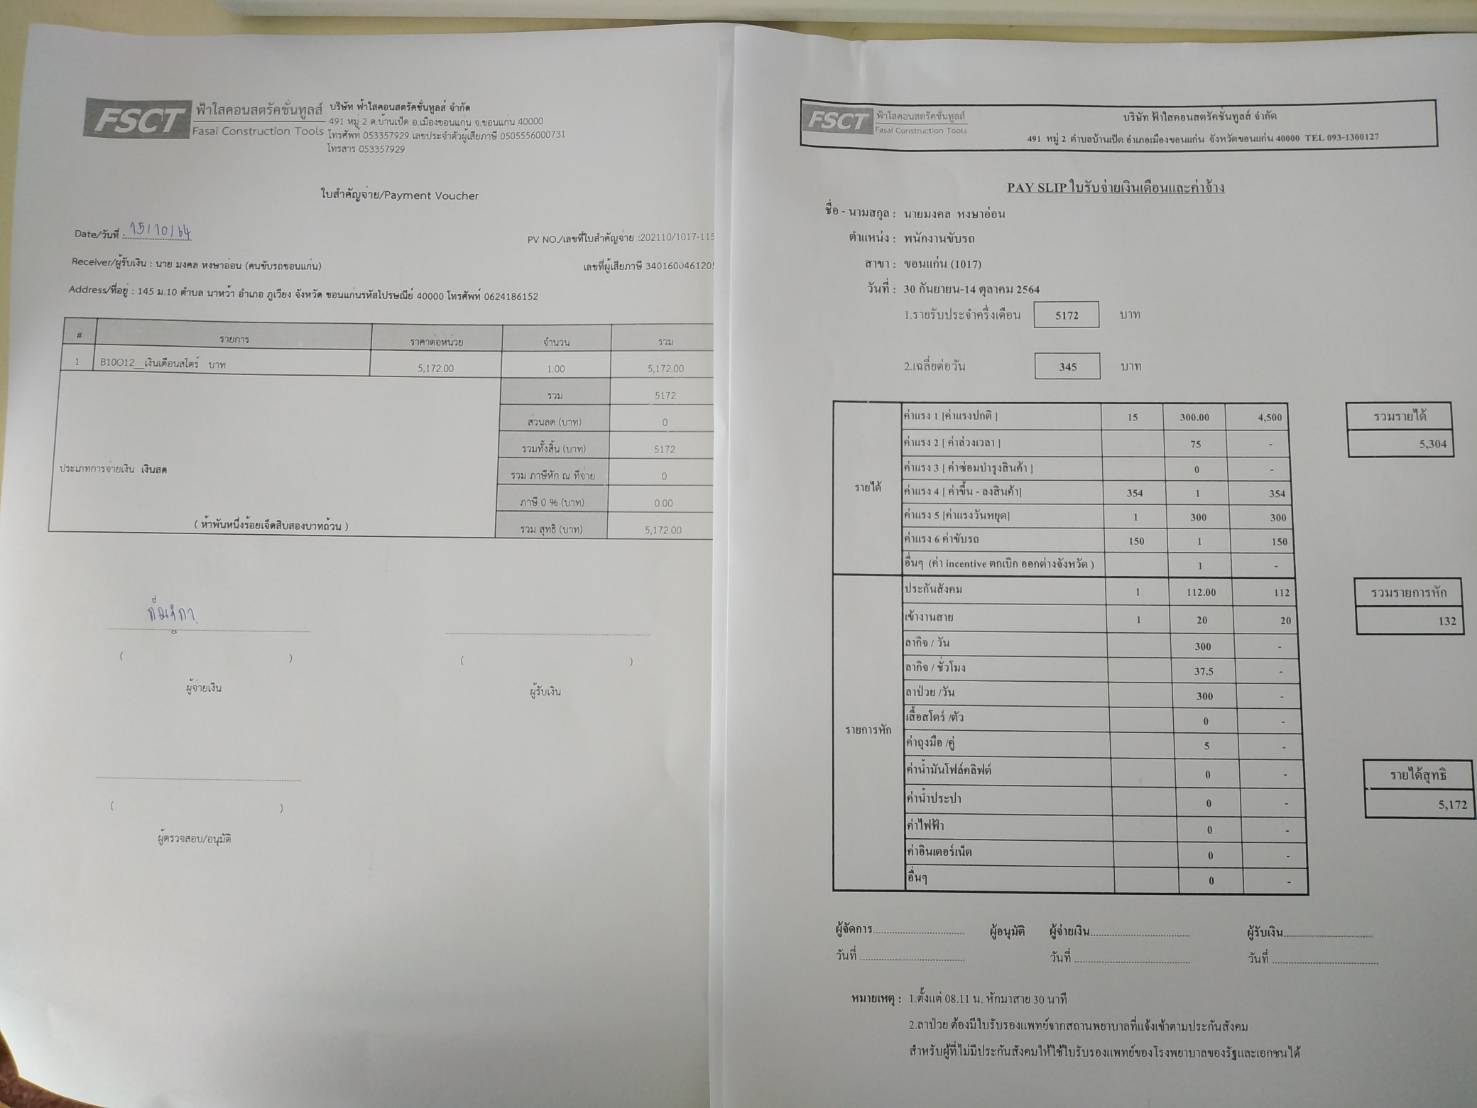 FSCT ฟ้าใสคอนสตรัคชั่นทูลส์ บริษัท ฟ้าใสคอนสตรัคชั่นทูลส์ จำกัด
Fasai Construction Tools 491 หมู่ 2 ต.บ้านเป็ด อ.เมืองขอนแก่น จ.ขอนแก่น 40000
โทรศัพท์ 053357929 เลขประจำตัวผู้เสียภาษี 0505556000731
โทรสาร 053357929
ใบสำคัญจ่าย/Payment Voucher
Date/วันที่ : 15/10/64
PV NO./เลขที่ใบสำคัญจ่าย :202110/1017-115
Receiver/ผู้รับเงิน : นาย มงคล หงษาอ่อน (คนขับรถขอนแก่น) เลขที่ผู้เสียภาษี 340160046120
Address/ที่อยู่ : 145 ม.10 ตำบล นาหว้า อำเภอ ภูเวียง จังหวัด ขอนแก่นรหัสไปรษณีย์ 40000 โทรศัพท์ 0624186152
# รายการ ราคาต่อหน่วย จำนวน รวม
1 B10O12__เงินเดือนสโตร์ บาท 5,172.00 1.00 5,172.00
รวม 5172
ส่วนลด (บาท) 0
รวมทั้งสิ้น (บาท) 5172
ประเภทการจ่ายเงิน เงินสด
รวม ภาษีหัก ณ ที่จ่าย 0
ภาษี 0 % (บาท) 0.00
( ห้าพันหนึ่งร้อยเจ็ดสิบสองบาทถ้วน ) รวม สุทธิ (บาท) 5,172.00
( ) ( )
ผู้จ่ายเงิน ผู้รับเงิน
( )
ผู้ตรวจสอบ/อนุมัติ
FSCT ฟ้าใสคอนสตรัคชั่นทูลส์
Fasai Construction Tools
บริษัท ฟ้าใสคอนสตรัคชั่นทูลส์ จำกัด
491 หมู่ 2 ตำบลบ้านเป็ด อำเภอเมืองขอนแก่น จังหวัดขอนแก่น 40000 TEL 093-1300127
PAY SLIP ใบรับจ่ายเงินเดือนและค่าจ้าง
ชื่อ - นามสกุล : นายมงคล หงษาอ่อน
ตำแหน่ง : พนักงานขับรถ
สาขา : ขอนแก่น (1017)
วันที่ : 30 กันยายน-14 ตุลาคม 2564
1.รายรับประจำครึ่งเดือน 5172 บาท
2.เฉลี่ยต่อวัน 345 บาท
รายได้
ค่าแรง 1 [ค่าแรงปกติ ] 15 300.00 4,500
ค่าแรง 2 [ ค่าล่วงเวลา ] 75 -
ค่าแรง 3 [ ค่าซ่อมบำรุงสินค้า ] 0 -
ค่าแรง 4 [ ค่าขึ้น - ลงสินค้า] 354 1 354
ค่าแรง 5 [ค่าแรงวันหยุด] 1 300 300
ค่าแรง 6 ค่าขับรถ 150 1 150
อื่นๆ (ค่า incentive ตกเบิก ออกต่างจังหวัด ) 1 -
รวมรายได้
5,304
รายการหัก
ประกันสังคม 1 112.00 112
เข้างานสาย 1 20 20
ลากิจ / วัน 300 -
ลากิจ / ชั่วโมง 37.5 -
ลาป่วย /วัน 300 -
เสื้อสโตร์ /ตัว 0 -
ค่าถุงมือ /คู่ 5 -
ค่าน้ำมันโฟล์คลิฟต์ 0 -
ค่าน้ำประปา 0 -
ค่าไฟฟ้า 0 -
ค่าอินเตอร์เน็ต 0 -
อื่นๆ 0 -
รวมรายการหัก
132
รายได้สุทธิ
5,172
ผู้จัดการ ผู้อนุมัติ ผู้จ่ายเงิน ผู้รับเงิน
วันที่ วันที่ วันที่
หมายเหตุ : 1.ตั้งแต่ 08.11 น. หักมาสาย 30 นาที
2.ลาป่วย ต้องมีใบรับรองแพทย์จากสถานพยาบาลที่แจ้งเข้าตามประกันสังคม
สำหรับผู้ที่ไม่มีประกันสังคมให้ใช้ใบรับรองแพทย์ของโรงพยาบาลของรัฐและเอกชนได้